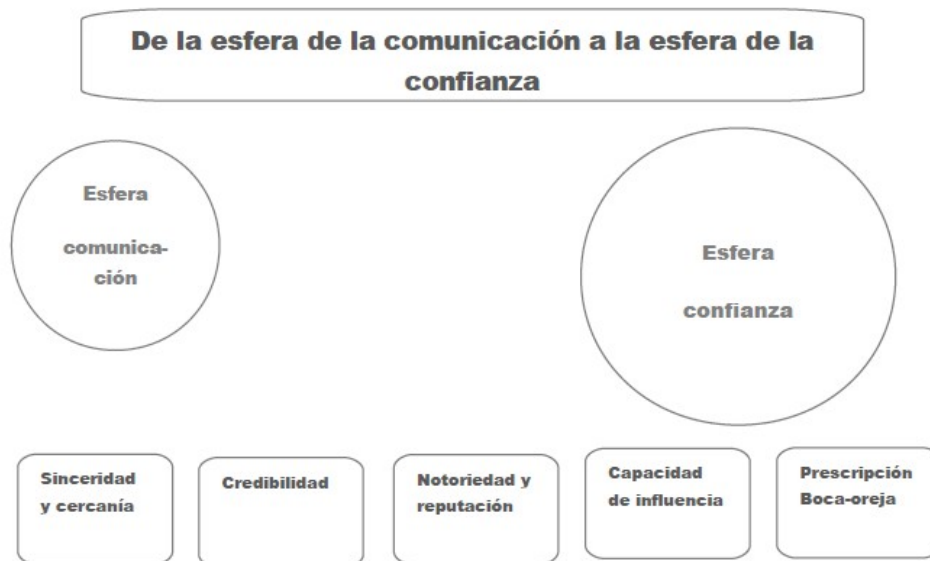 De la esfera de la comunicación a la esfera de la
confianza
Esfera
comunica-
ción
Esfera
confianza
Sinceridad
y cercanía
Credibilidad
Notoriedad y
reputación
Capacidad
de influencia
Prescripción
Boca-oreja